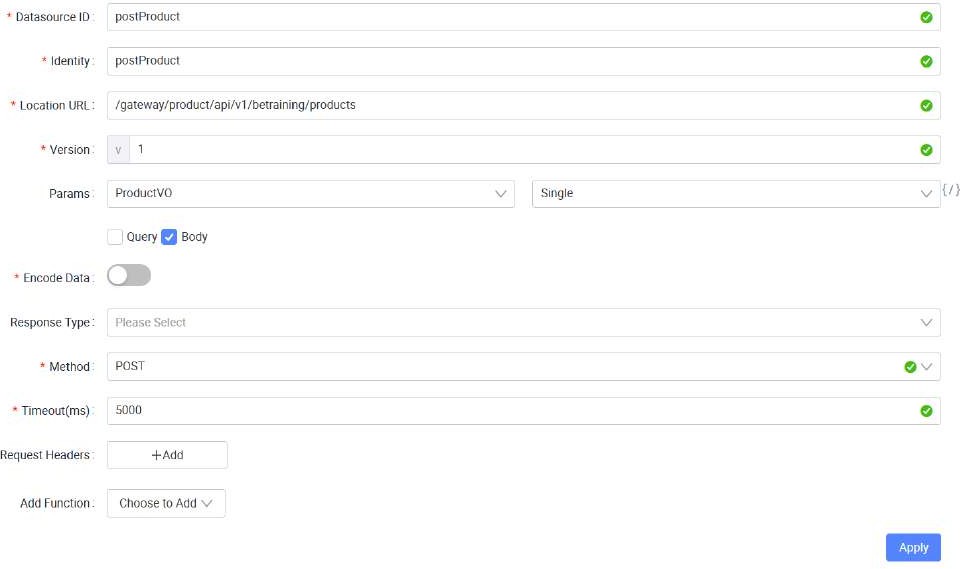 * Datasource ID : postProduct
* Identity : postProduct
* Location URL : /gateway/product/api/v1/betraining/products
* Version : v 1
Params ProductVO Single {/}
Query Body
* Encode Data :
Response Type : Please Select
* Method : POST
* Timeout(ms) : 5000
Request Headers : +Add
Add Function : Choose to Add
Apply